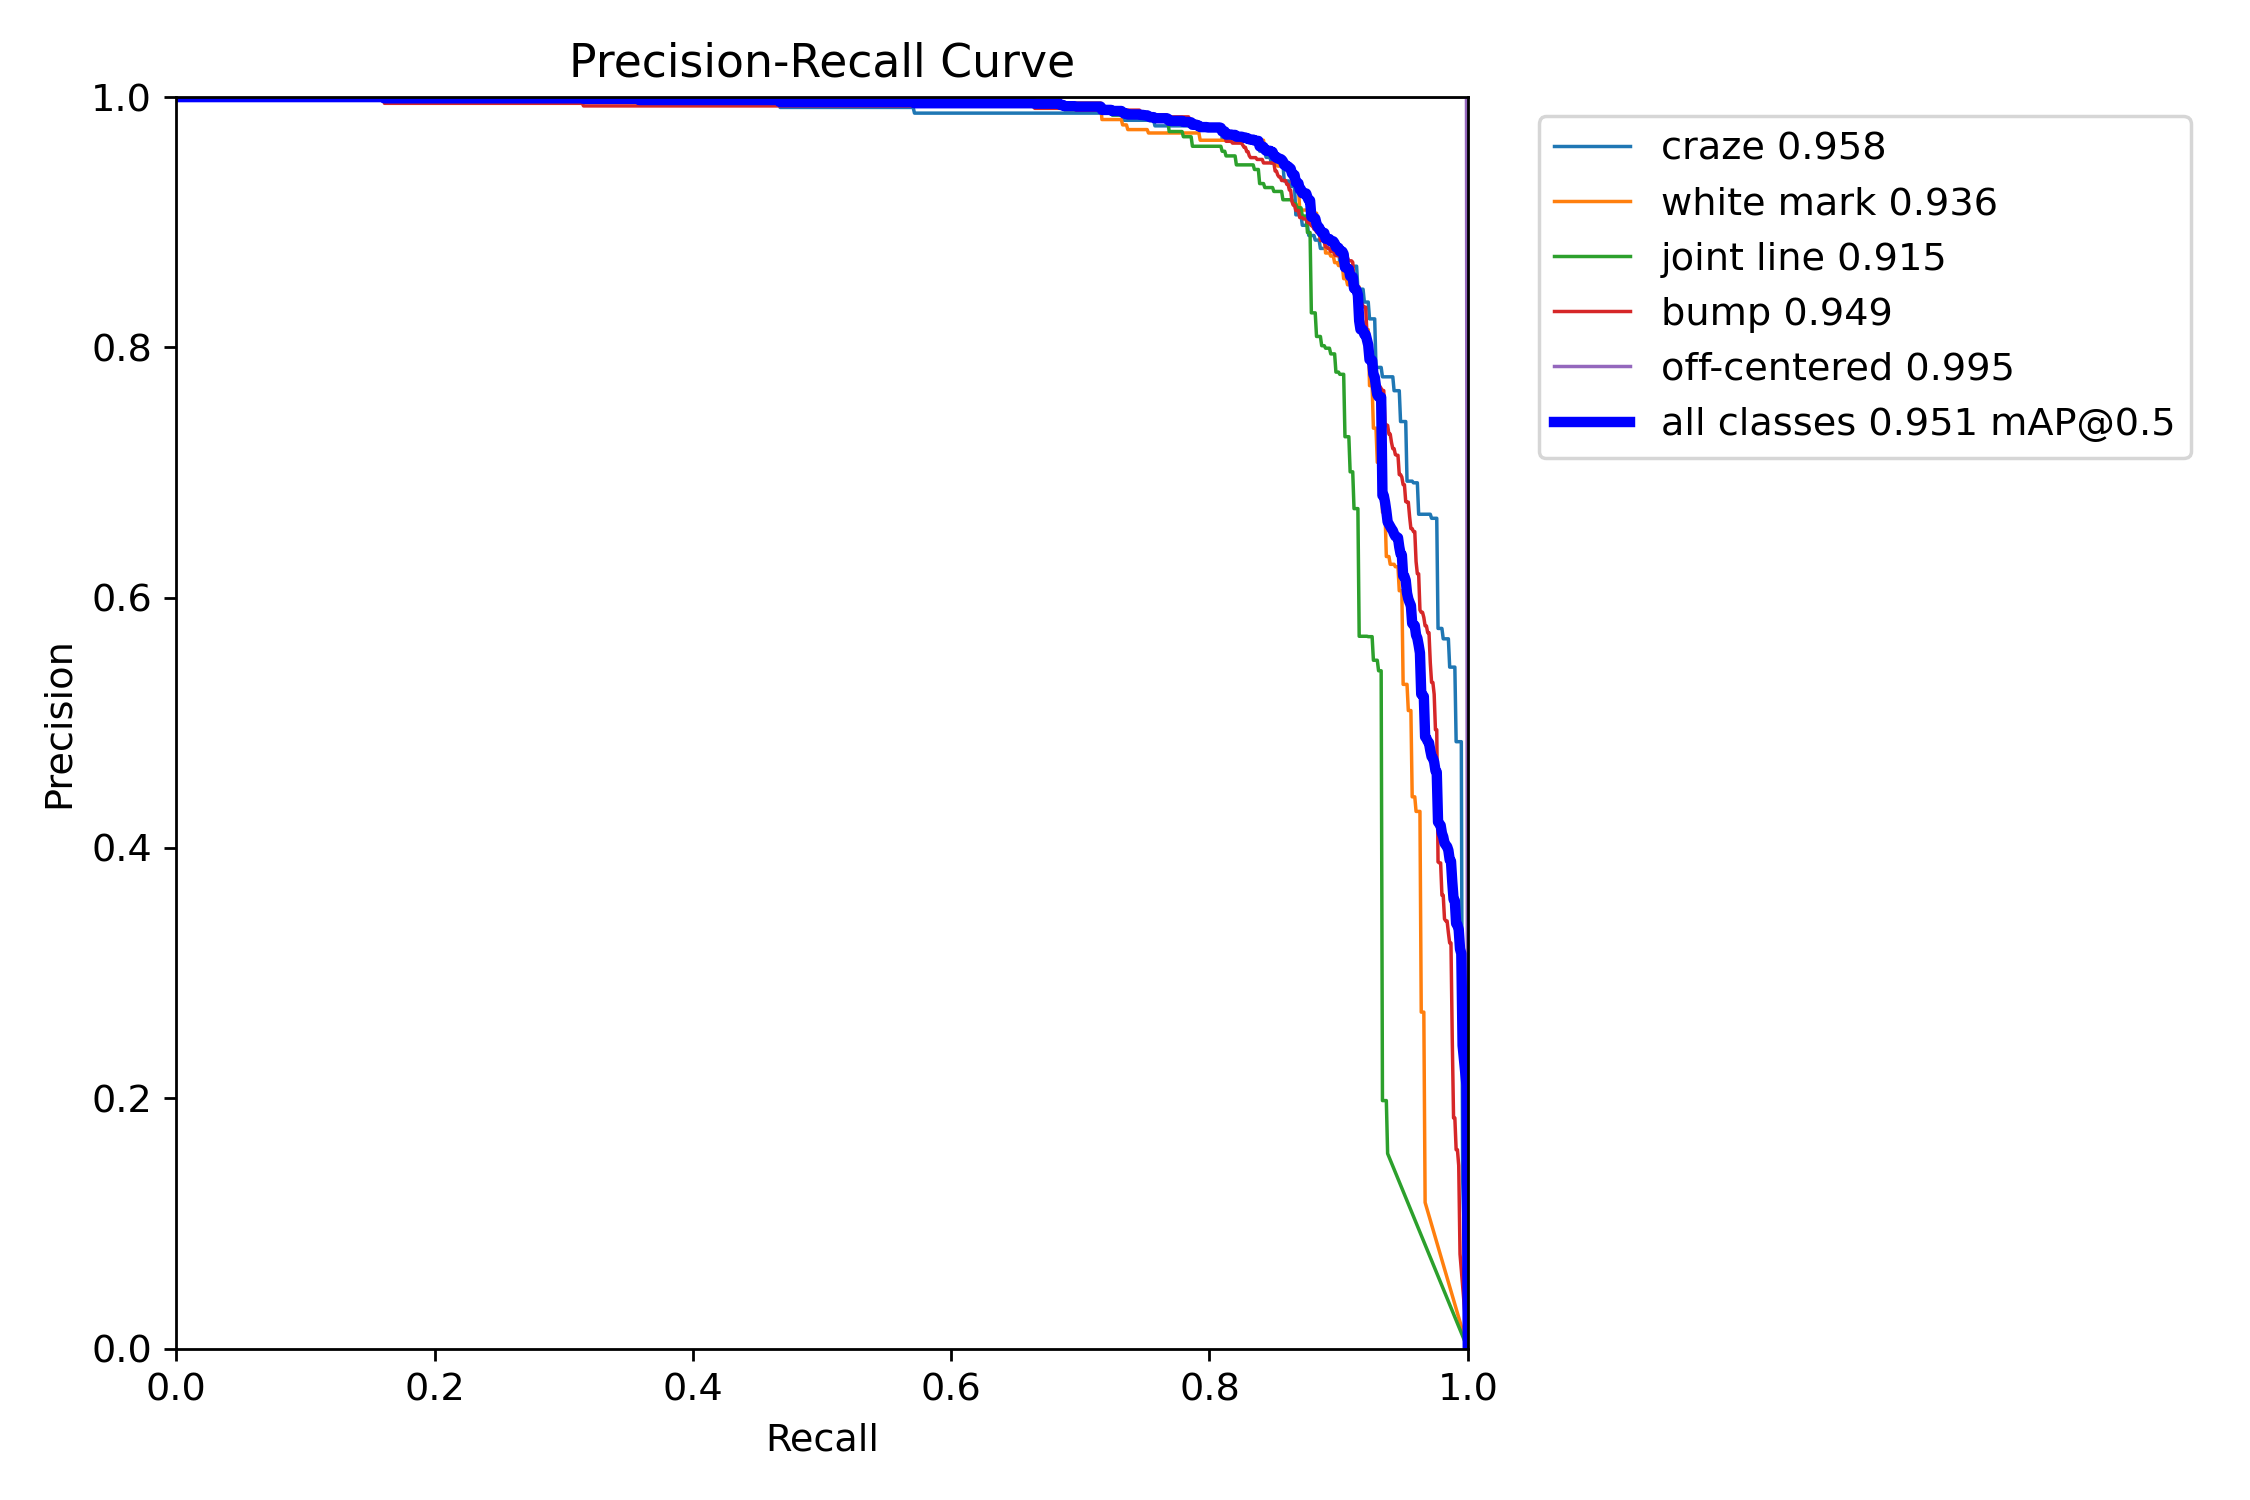 Precision-Recall Curve
1.0
0.8
0.6
0.4
0.2
0.0
Precision
0.0 0.2 0.4 0.6 0.8 1.0
Recall
craze 0.958
white mark 0.936
joint line 0.915
bump 0.949
off-centered 0.995
all classes 0.951 mAP@0.5